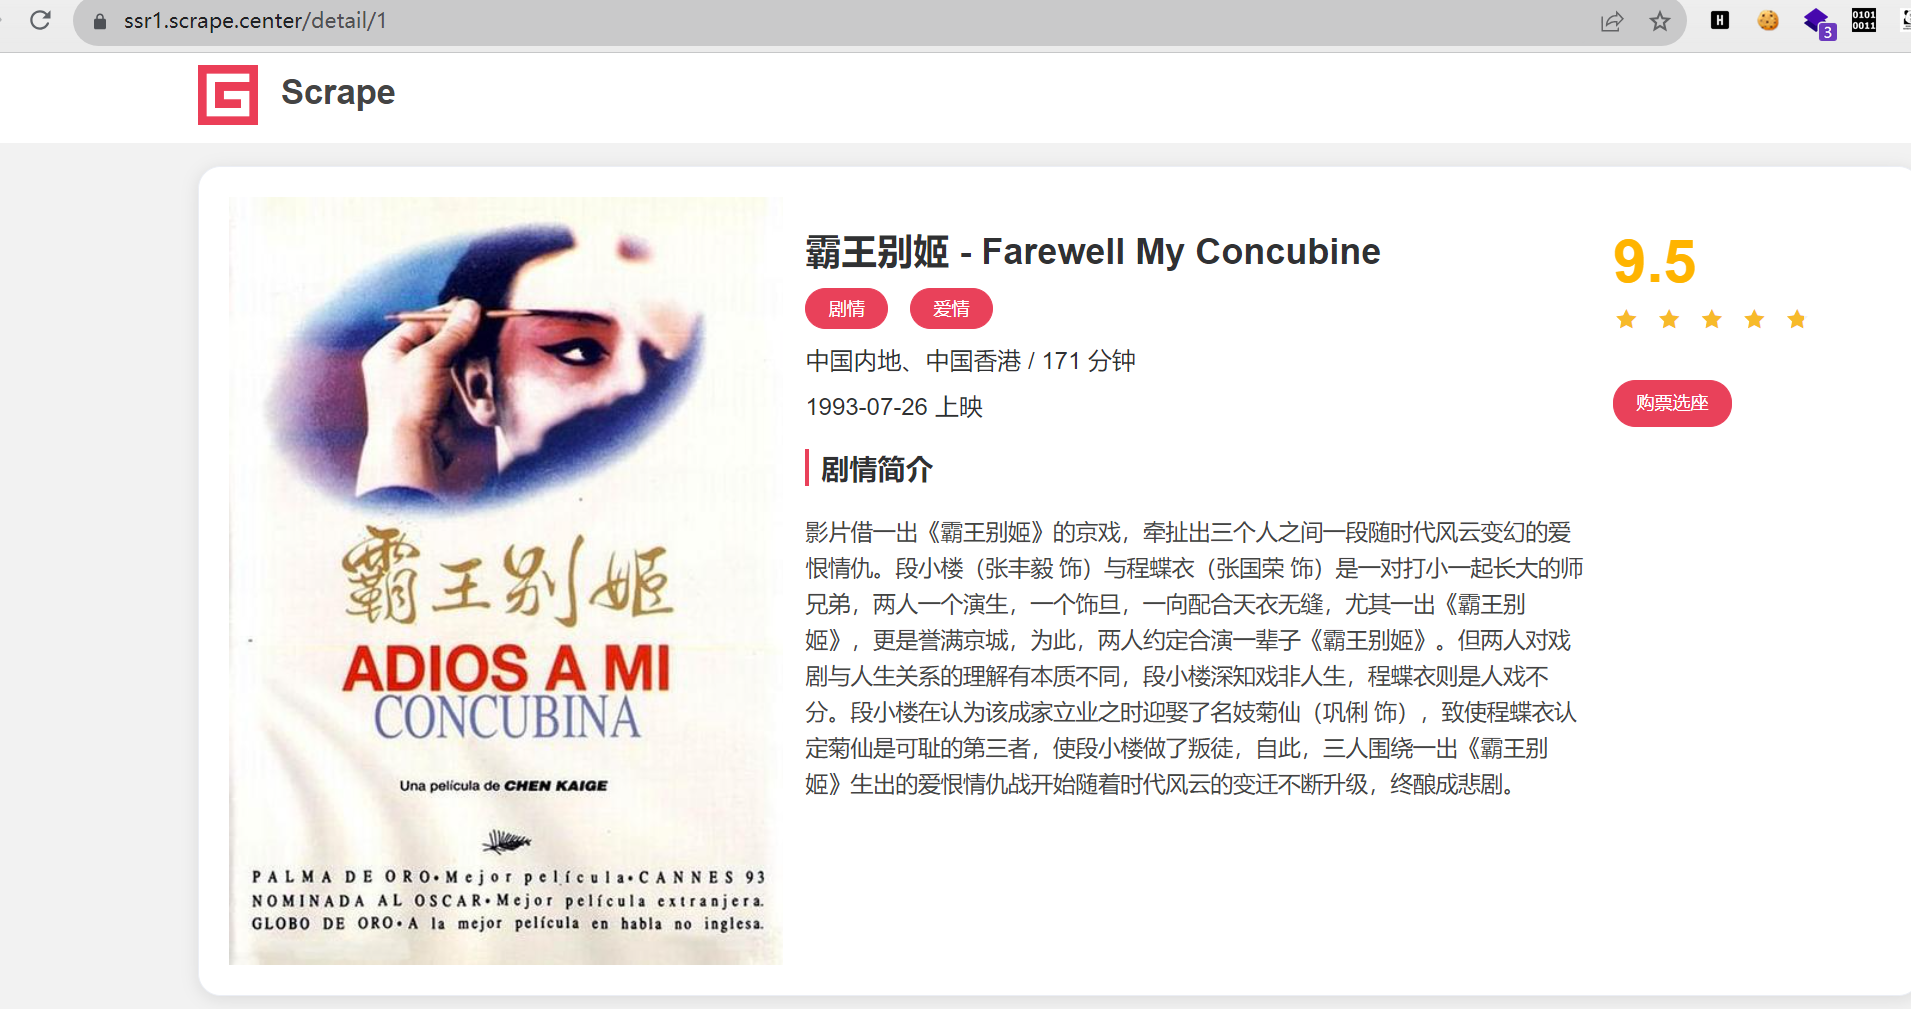 ssr1.scrape.center/detail/1
H
3
0101
0011
Scrape
霸王别姬 - Farewell My Concubine
剧情 爱情
中国内地、中国香港 / 171 分钟
1993-07-26 上映
9.5
购票选座
剧情简介
影片借一出《霸王别姬》的京戏，牵扯出三个人之间一段随时代风云变幻的爱
恨情仇。段小楼（张丰毅 饰）与程蝶衣（张国荣 饰）是一对打小一起长大的师
兄弟，两人一个演生，一个饰旦，一向配合天衣无缝，尤其一出《霸王别
姬》，更是誉满京城，为此，两人约定合演一辈子《霸王别姬》。但两人对戏
剧与人生关系的理解有本质不同，段小楼深知戏非人生，程蝶衣则是人戏不
分。段小楼在认为该成家立业之时迎娶了名妓菊仙（巩俐 饰），致使程蝶衣认
定菊仙是可耻的第三者，使段小楼做了叛徒，自此，三人围绕一出《霸王别
姬》生出的爱恨情仇战开始随着时代风云的变迁不断升级，终酿成悲剧。
霸王别姬
ADIOS A MI
CONCUBINA
Una película de CHEN KAIGE
PALMA DE ORO•Mejor película•CANNES 93
NOMINADA AL OSCAR•Mejor película extranjera.
GLOBO DE ORO•A la mejor película en habla no inglesa.